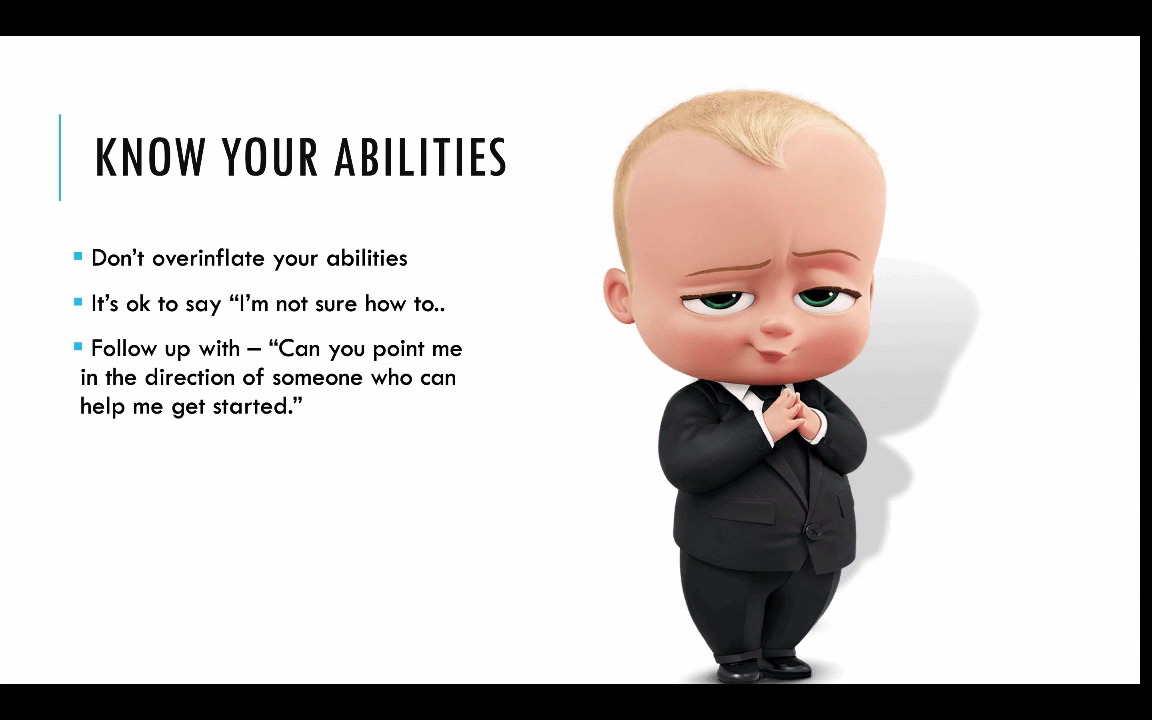 KNOW YOUR ABILITIES
Don’t overinflate your abilities
It’s ok to say “I’m not sure how to..
Follow up with – “Can you point me
in the direction of someone who can
help me get started.”